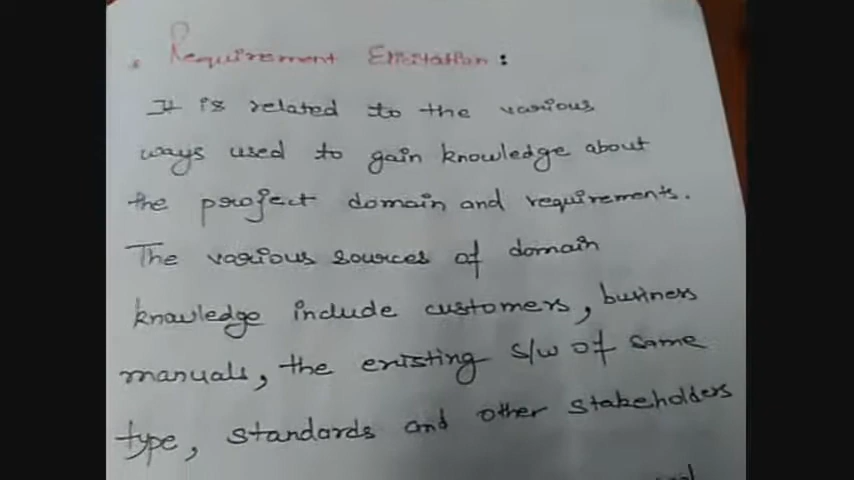 . Requirement Elicitation :
It is related to the various
ways used to gain knowledge about
the project domain and requirements.
The various sources of domain
knowledge include customers, business
manuals, the existing s/w of same
type, standards and other stakeholders